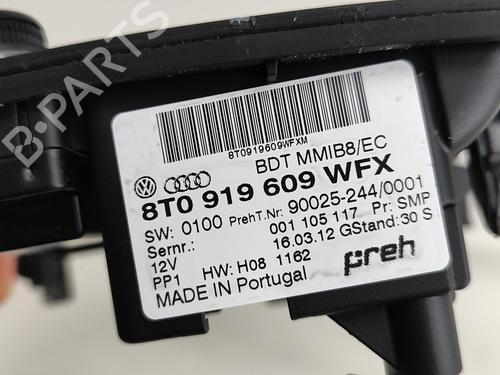 B-PARTS
8T0919609WFXM
BDT MMIB8/EC
8T0 919 609 WFX
SW: 0100 PrehT.Nr: 90025-244/0001
Sernr.: 001 105 117 Pr: SMP
12V 16.03.12 GStand: 30 S
PP1 HW: H08 1162
preh
MADE IN Portugal